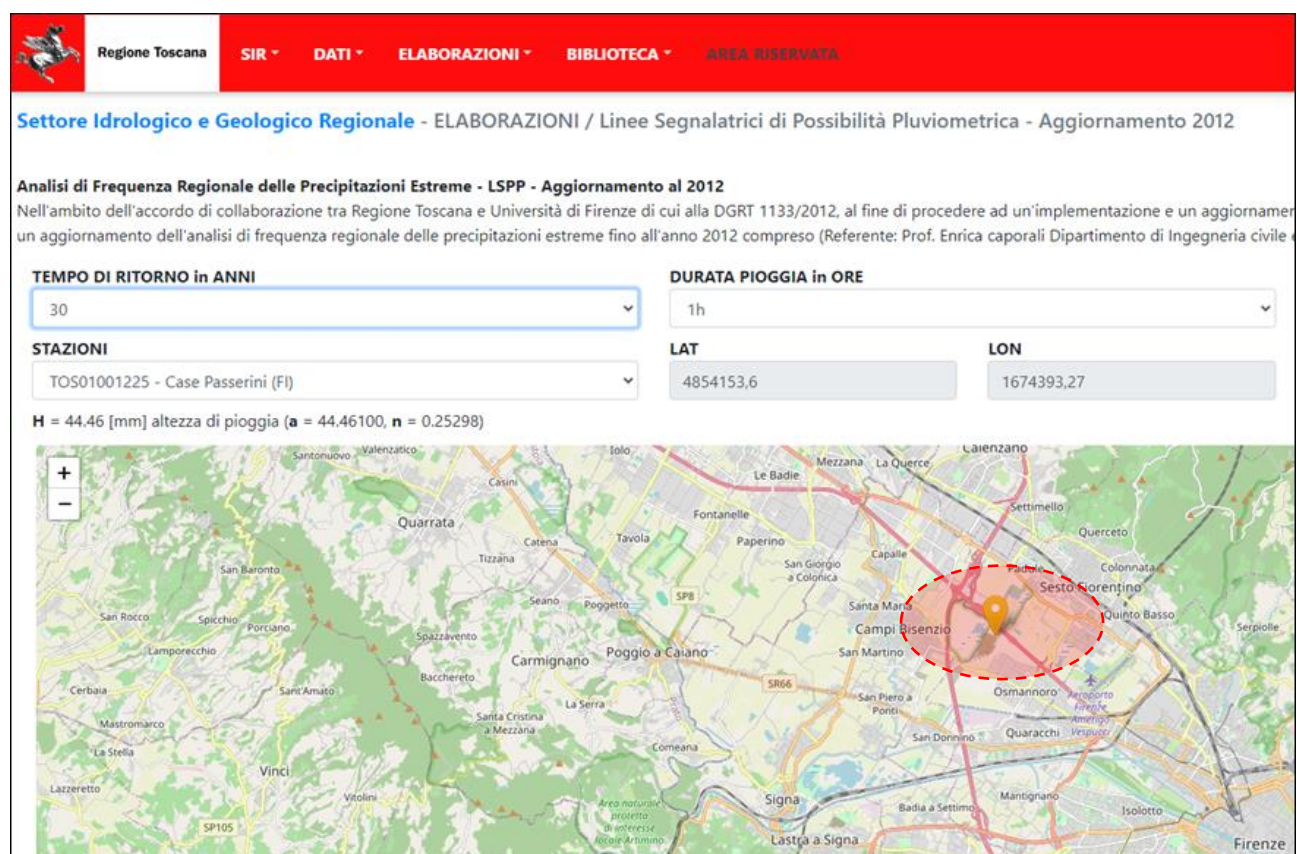 Regione Toscana SIR DATI ELABORAZIONI BIBLIOTECA AREA RISERVATA
Settore Idrologico e Geologico Regionale - ELABORAZIONI / Linee Segnalatrici di Possibilità Pluviometrica - Aggiornamento 2012
Analisi di Frequenza Regionale delle Precipitazioni Estreme - LSPP - Aggiornamento al 2012
Nell'ambito dell'accordo di collaborazione tra Regione Toscana e Università di Firenze di cui alla DGRT 1133/2012, al fine di procedere ad un'implementazione e un aggiornamer
un aggiornamento dell'analisi di frequenza regionale delle precipitazioni estreme fino all'anno 2012 compreso (Referente: Prof. Enrica caporali Dipartimento di Ingegneria civile e
TEMPO DI RITORNO in ANNI DURATA PIOGGIA in ORE
30 1h
STAZIONI LAT LON
TOS01001225 - Case Passerini (FI) 4854153,6 1674393,27
H = 44.46 [mm] altezza di pioggia (a = 44.46100, n = 0.25298)
+
−
Santonuovo
Valenzatico
Casini
Iolo
Le Badie
Mezzana
La Querce
Calenzano
Quarrata
Fontanelle
Settimello
Catena
Tavola
Paperino
Querceto
Tizzana
San Giorgio
a Colonica
Capalle
San Baronto
Padule
Colonnata
Seano
Poggetto
SP8
Sesto Fiorentino
San Rocco
Spicchio
Porciano
Santa Maria
Quinto Basso
Spazzavento
Campi Bisenzio
Serpiolle
Lamporecchio
Carmignano
Poggio a Caiano
San Martino
Bacchereto
Cerbaia
Sant'Amato
SR66
San Piero a
Ponti
Osmannoro
Aeroporto
Firenze
Amerigo
Vespucci
La Serra
Mastromarco
Santa Cristina
a Mezzana
San Donnino
Quaracchi
La Stella
Comeana
Vinci
Lazzeretto
Vitolini
Area naturale
protetta
di interesse
locale Artimino
Signa
Badia a Settimo
Mantignano
Isolotto
SP105
Lastra a Signa
Firenze